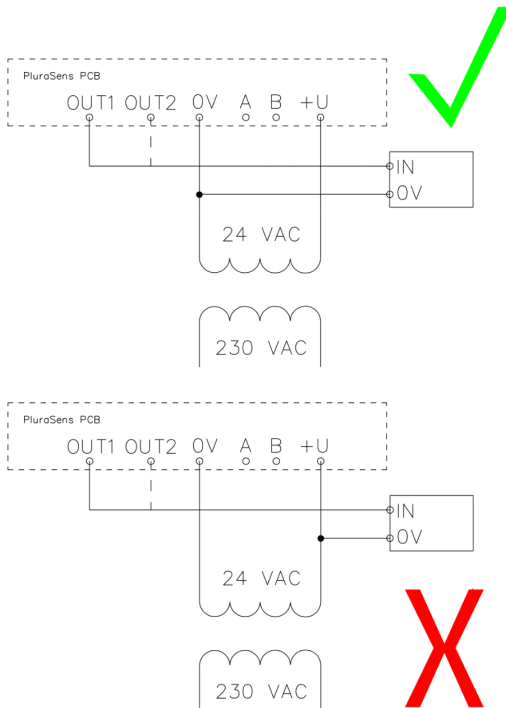 PluraSens PCB
OUT1 OUT2 0V A B +U
IN
0V
24 VAC
230 VAC
PluraSens PCB
OUT1 OUT2 0V A B +U
IN
0V
24 VAC
230 VAC